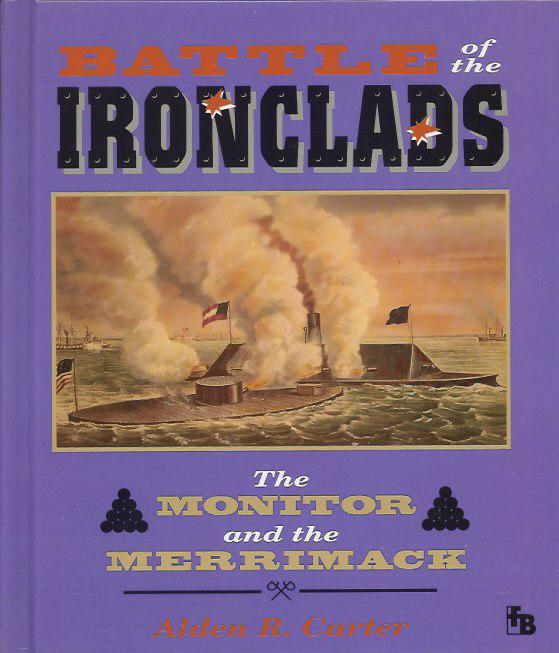 BATTLE of the
IRONCLADS
The
MONITOR
and the
MERRIMACK
Alden R. Carter
FB